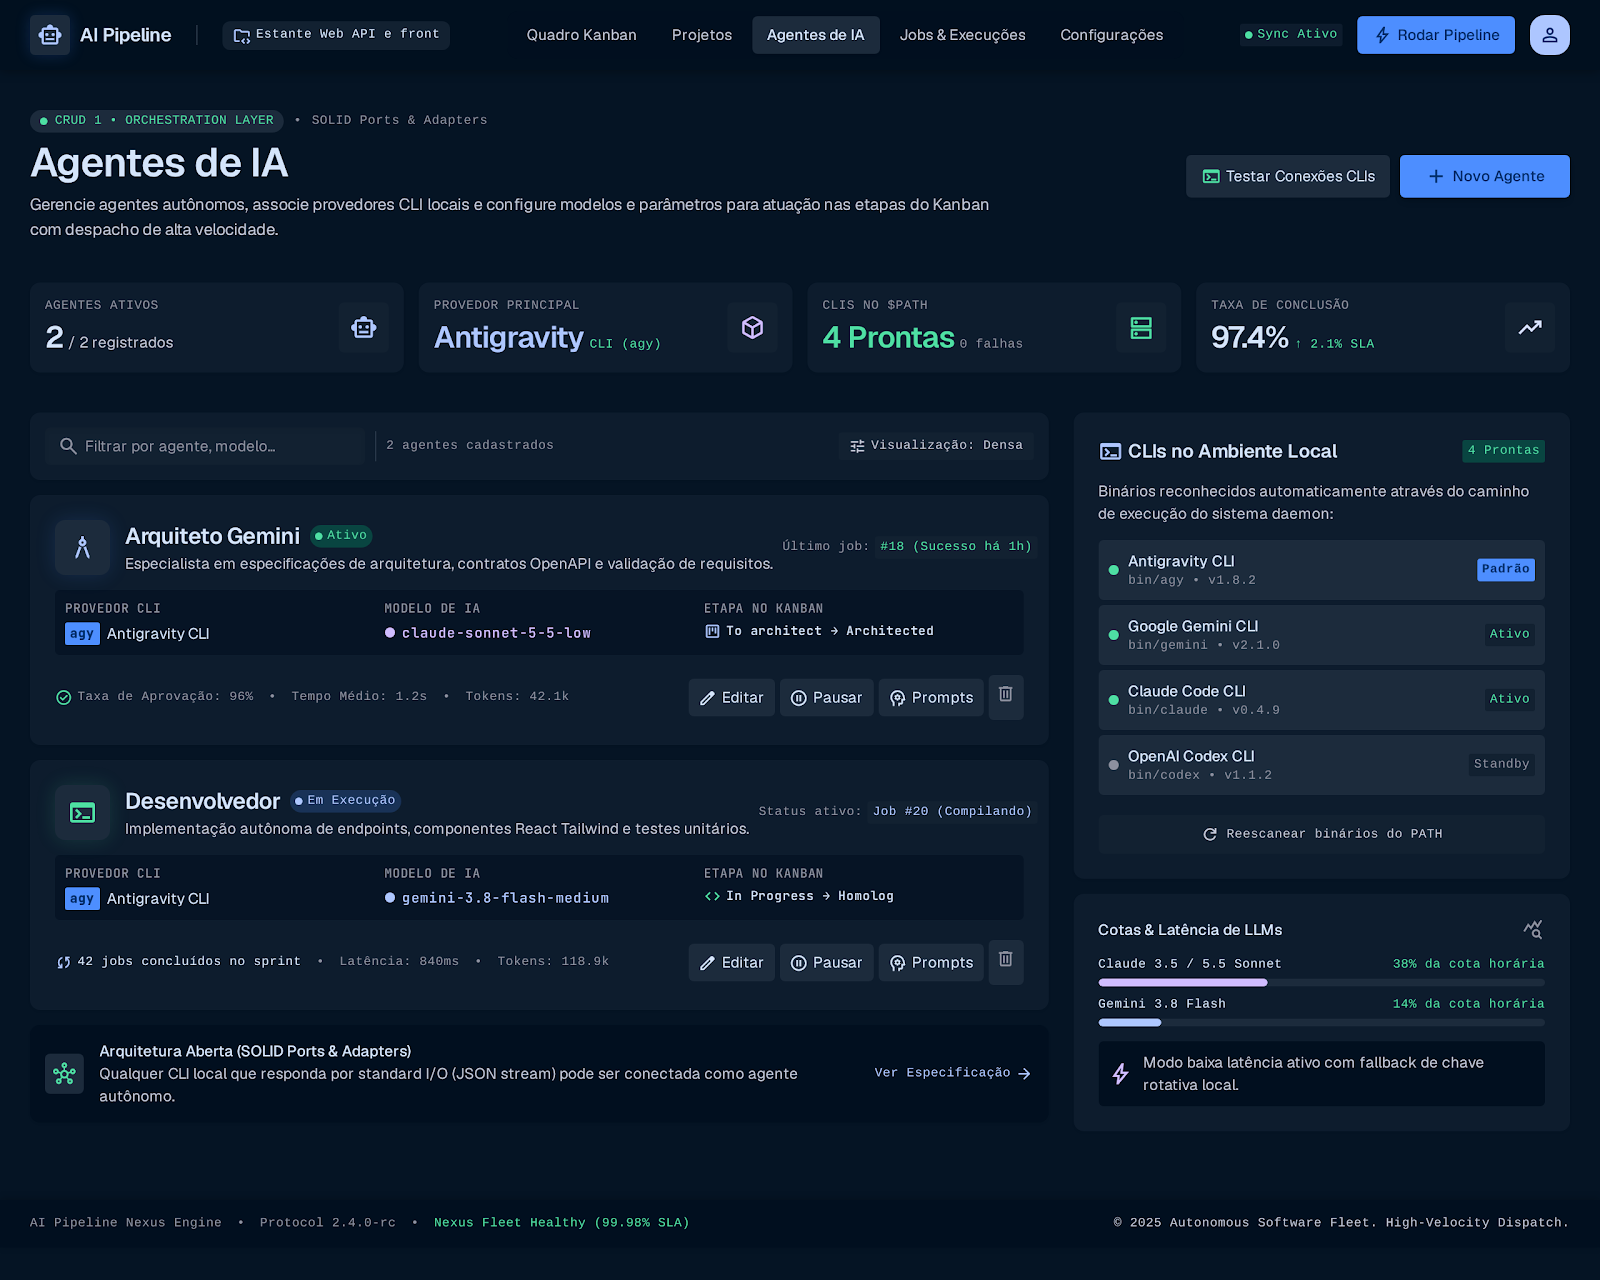 AI Pipeline
Estante Web API e front
Quadro Kanban
Projetos
Agentes de IA
Jobs & Execuções
Configurações
Sync Ativo
Rodar Pipeline
CRUD 1 • ORCHESTRATION LAYER • SOLID Ports & Adapters
Agentes de IA
Gerencie agentes autônomos, associe provedores CLI locais e configure modelos e parâmetros para atuação nas etapas do Kanban
com despacho de alta velocidade.
Testar Conexões CLIs
Novo Agente
AGENTES ATIVOS
2 / 2 registrados
PROVEDOR PRINCIPAL
Antigravity CLI (agy)
CLIS NO $PATH
4 Prontas 0 falhas
TAXA DE CONCLUSÃO
97.4% ↑ 2.1% SLA
Filtrar por agente, modelo…
2 agentes cadastrados
Visualização: Densa
Arquiteto Gemini
Ativo
Especialista em especificações de arquitetura, contratos OpenAPI e validação de requisitos.
Último job: #18 (Sucesso há 1h)
PROVEDOR CLI
agy Antigravity CLI
MODELO DE IA
claude-sonnet-5-5-low
ETAPA NO KANBAN
To architect → Architected
Taxa de Aprovação: 96% • Tempo Médio: 1.2s • Tokens: 42.1k
Editar
Pausar
Prompts
Desenvolvedor
Em Execução
Implementação autônoma de endpoints, componentes React Tailwind e testes unitários.
Status ativo: Job #20 (Compilando)
PROVEDOR CLI
agy Antigravity CLI
MODELO DE IA
gemini-3.8-flash-medium
ETAPA NO KANBAN
In Progress → Homolog
42 jobs concluídos no sprint • Latência: 840ms • Tokens: 118.9k
Editar
Pausar
Prompts
Arquitetura Aberta (SOLID Ports & Adapters)
Qualquer CLI local que responda por standard I/O (JSON stream) pode ser conectada como agente
autônomo.
Ver Especificação →
CLIs no Ambiente Local
4 Prontas
Binários reconhecidos automaticamente através do caminho
de execução do sistema daemon:
Antigravity CLI
bin/agy • v1.8.2
Padrão
Google Gemini CLI
bin/gemini • v2.1.0
Ativo
Claude Code CLI
bin/claude • v0.4.9
Ativo
OpenAI Codex CLI
bin/codex • v1.1.2
Standby
Reescanear binários do PATH
Cotas & Latência de LLMs
Claude 3.5 / 5.5 Sonnet
38% da cota horária
Gemini 3.8 Flash
14% da cota horária
Modo baixa latência ativo com fallback de chave
rotativa local.
AI Pipeline Nexus Engine • Protocol 2.4.0-rc • Nexus Fleet Healthy (99.98% SLA)
© 2025 Autonomous Software Fleet. High-Velocity Dispatch.